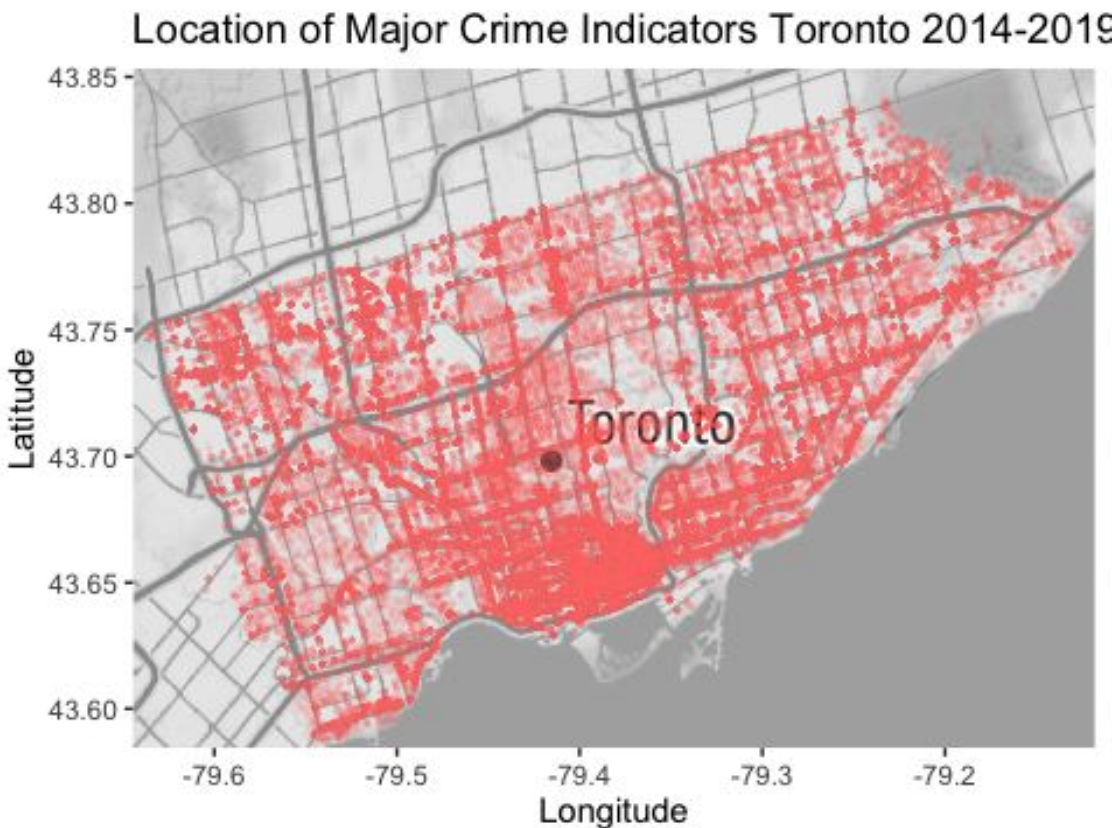 Location of Major Crime Indicators Toronto 2014-2019
43.85
43.80
43.75
43.70
43.65
43.60
Latitude
Toronto
-79.6 -79.5 -79.4 -79.3 -79.2
Longitude